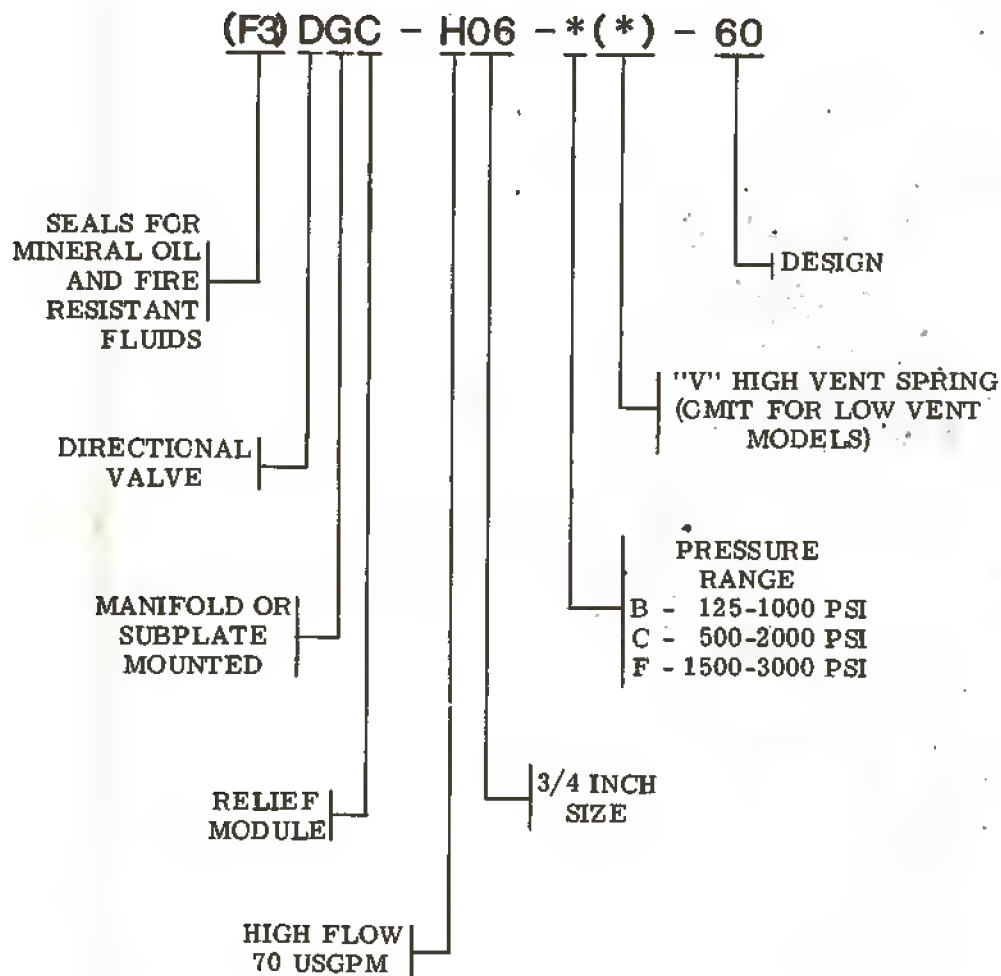 (F3) DGC - H06 - * (*) - 60
SEALS FOR
MINERAL OIL
AND FIRE
RESISTANT
FLUIDS
DESIGN
"V" HIGH VENT SPRING
(OMIT FOR LOW VENT
MODELS)
DIRECTIONAL
VALVE
PRESSURE
RANGE
B - 125-1000 PSI
C - 500-2000 PSI
F - 1500-3000 PSI
MANIFOLD OR
SUBPLATE
MOUNTED
3/4 INCH
SIZE
RELIEF
MODULE
HIGH FLOW
70 USGPM